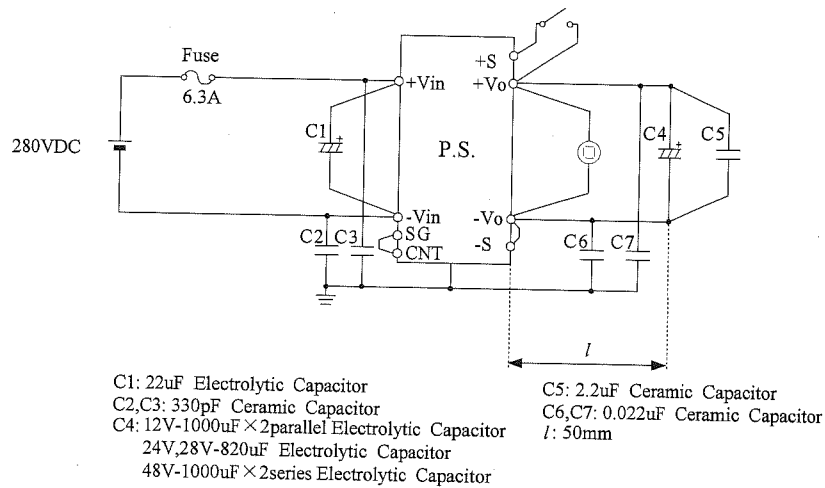 Fuse
6.3A
280VDC
C1
+
+Vin
-Vin
SG
CNT
C2 C3
P.S.
+S
+Vo
-Vo
-S
C4
+
C5
C6 C7
l
C1: 22uF Electrolytic Capacitor
C2,C3: 330pF Ceramic Capacitor
C4: 12V-1000uF×2parallel Electrolytic Capacitor
24V,28V-820uF Electrolytic Capacitor
48V-1000uF×2series Electrolytic Capacitor
C5: 2.2uF Ceramic Capacitor
C6,C7: 0.022uF Ceramic Capacitor
l: 50mm